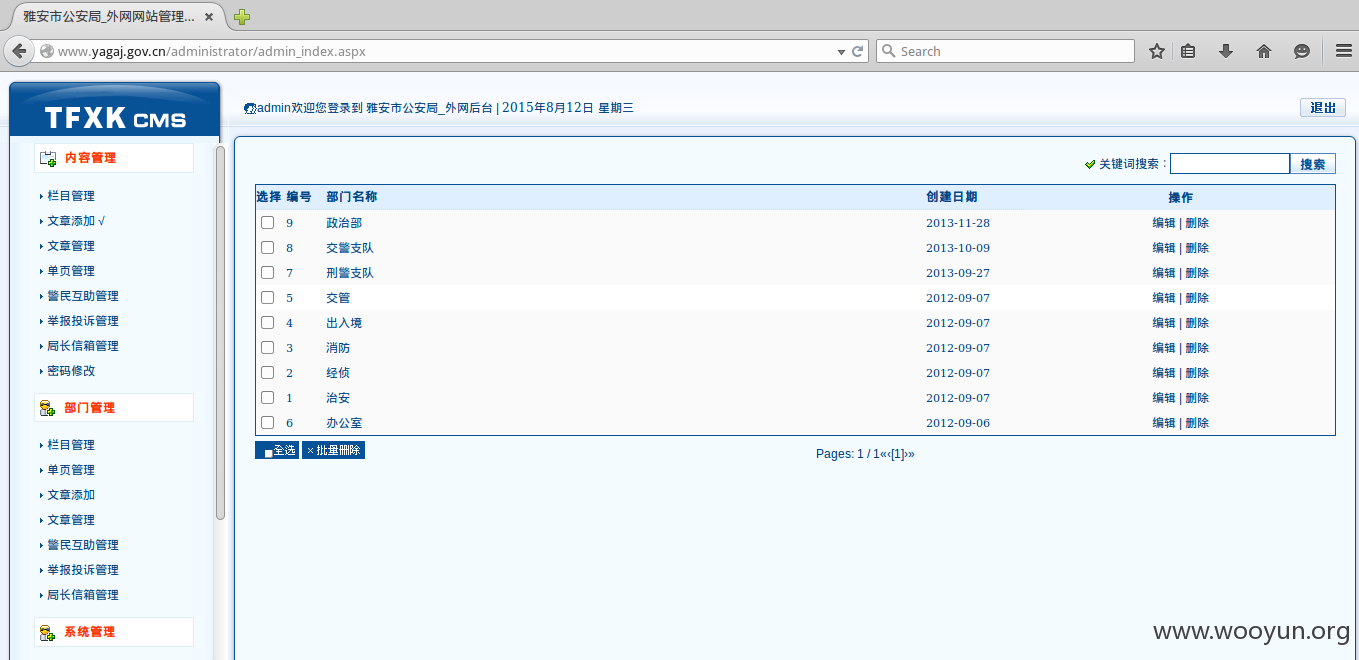 雅安市公安局_外网网站管理...
www.yagaj.gov.cn/administrator/admin_index.aspx
Search
TFXK CMS
admin欢迎您登录到 雅安市公安局_外网后台 | 2015年8月12日 星期三
退出
内容管理
栏目管理
文章添加 √
文章管理
单页管理
警民互助管理
举报投诉管理
局长信箱管理
密码修改
部门管理
栏目管理
单页管理
文章添加
文章管理
警民互助管理
举报投诉管理
局长信箱管理
系统管理
关键词搜索： 搜索
选择 编号 部门名称 创建日期 操作
9 政治部 2013-11-28 编辑 | 删除
8 交警支队 2013-10-09 编辑 | 删除
7 刑警支队 2013-09-27 编辑 | 删除
5 交管 2012-09-07 编辑 | 删除
4 出入境 2012-09-07 编辑 | 删除
3 消防 2012-09-07 编辑 | 删除
2 经侦 2012-09-07 编辑 | 删除
1 治安 2012-09-07 编辑 | 删除
6 办公室 2012-09-06 编辑 | 删除
全选 ×批量删除 Pages: 1 / 1«‹[1]›»
www.wooyun.org